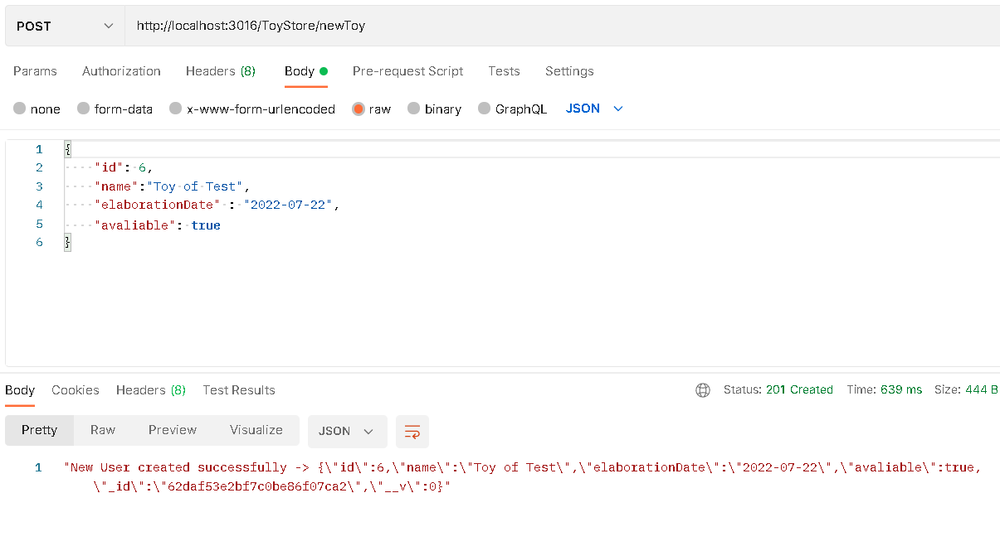 POST http://localhost:3016/ToyStore/newToy
Params Authorization Headers (8) Body Pre-request Script Tests Settings
none form-data x-www-form-urlencoded raw binary GraphQL JSON
1 {
2 "id": 6,
3 "name":"Toy of Test",
4 "elaborationDate" : "2022-07-22",
5 "avaliable": true
6 }
Body Cookies Headers (8) Test Results Status: 201 Created Time: 639 ms Size: 444 B
Pretty Raw Preview Visualize JSON
1 "New User created successfully -> {\"id\":6,\"name\":\"Toy of Test\",\"elaborationDate\":\"2022-07-22\",\"avaliable\":true,
\"_id\":\"62daf53e2bf7c0be86f07ca2\",\"__v\":0}"